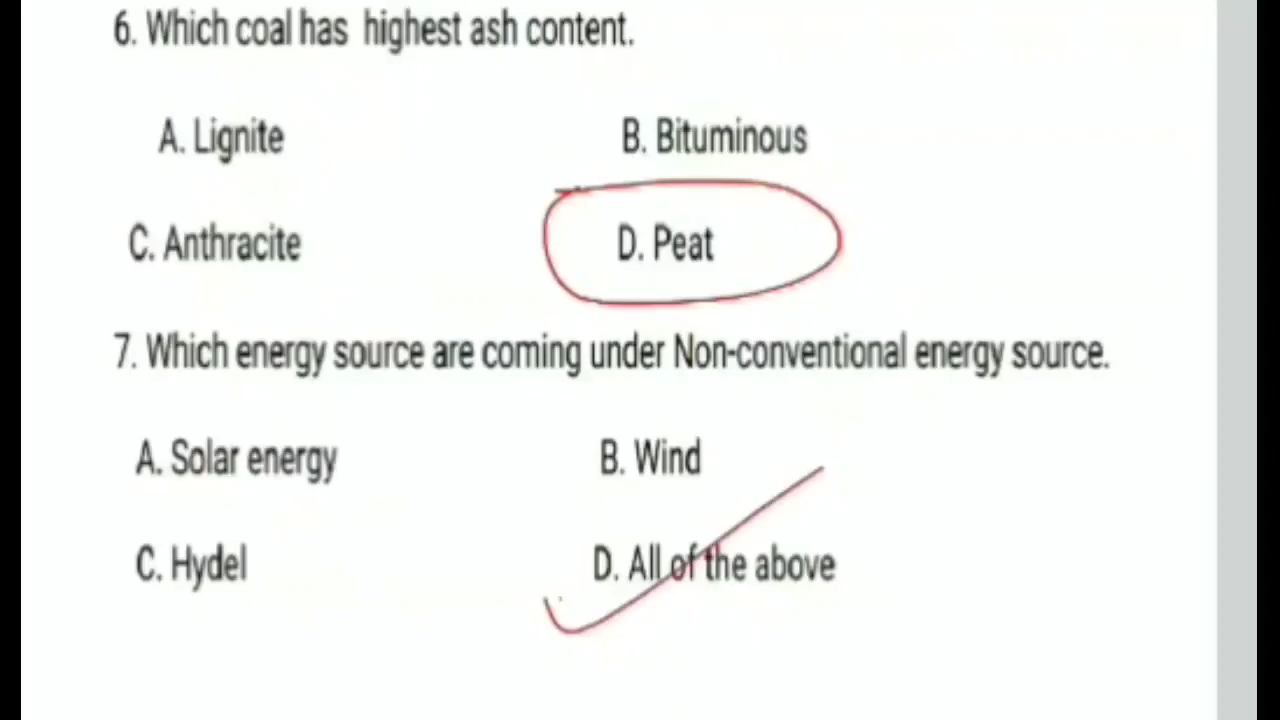 6. Which coal has highest ash content.
A. Lignite B. Bituminous
C. Anthracite D. Peat
7. Which energy source are coming under Non-conventional energy source.
A. Solar energy B. Wind
C. Hydel D. All of the above